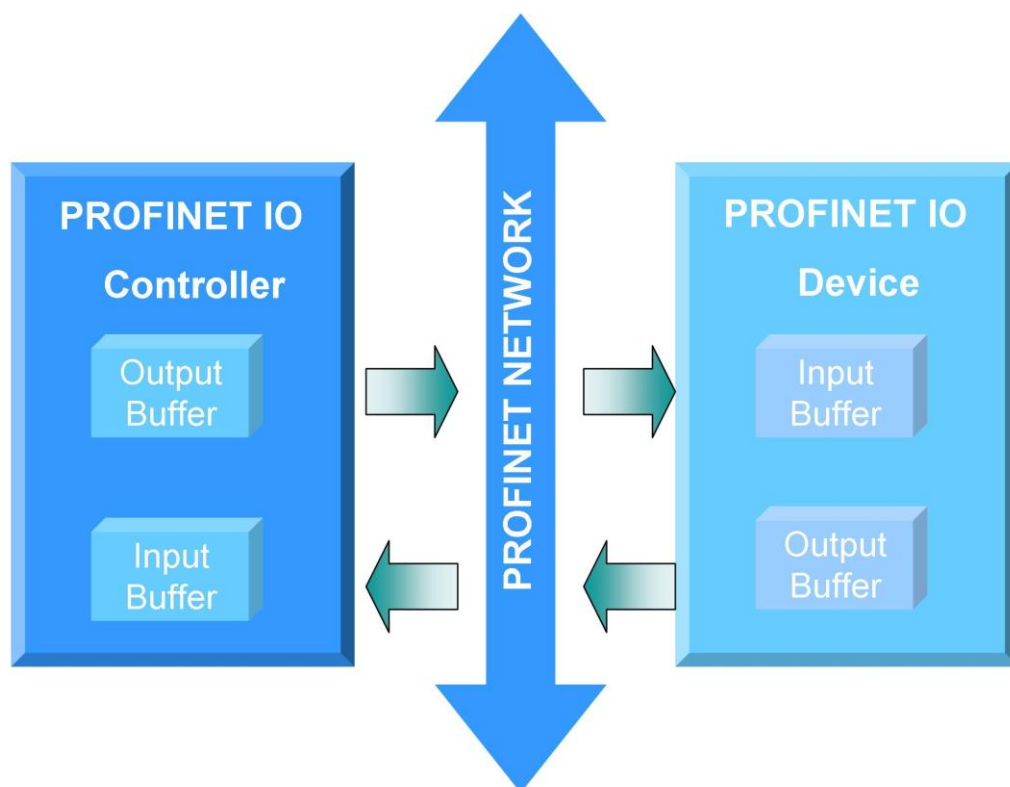 PROFINET IO
Controller
Output
Buffer
Input
Buffer
PROFINET NETWORK
PROFINET IO
Device
Input
Buffer
Output
Buffer